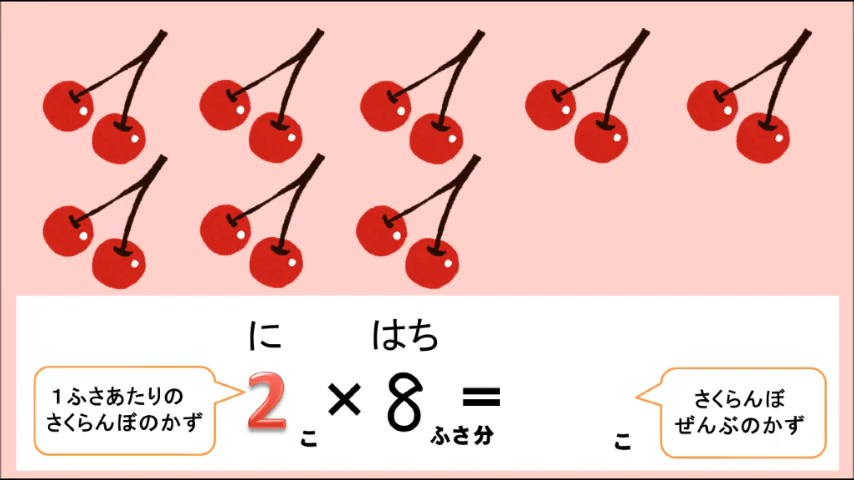 に はち
1ふさあたりの
さくらんぼのかず
2こ×8ふさ分= こ
さくらんぼ
ぜんぶのかず